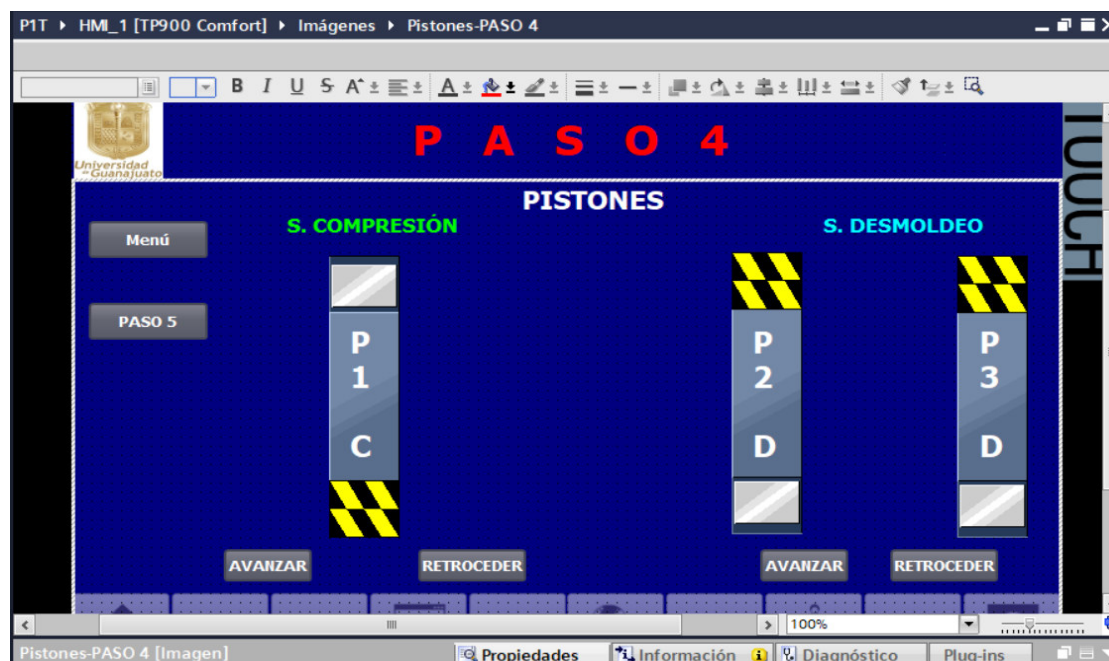 P1T ▸ HMI_1 [TP900 Comfort] ▸ Imágenes ▸ Pistones-PASO 4
B I U S A
Universidad
de Guanajuato
P A S O 4
TOUCH
PISTONES
S. COMPRESIÓN
S. DESMOLDEO
Menú
PASO 5
P
1
C
P
2
D
P
3
D
AVANZAR
RETROCEDER
AVANZAR
RETROCEDER
100%
Pistones-PASO 4 [Imagen]
Propiedades
Información
Diagnóstico
Plug-ins